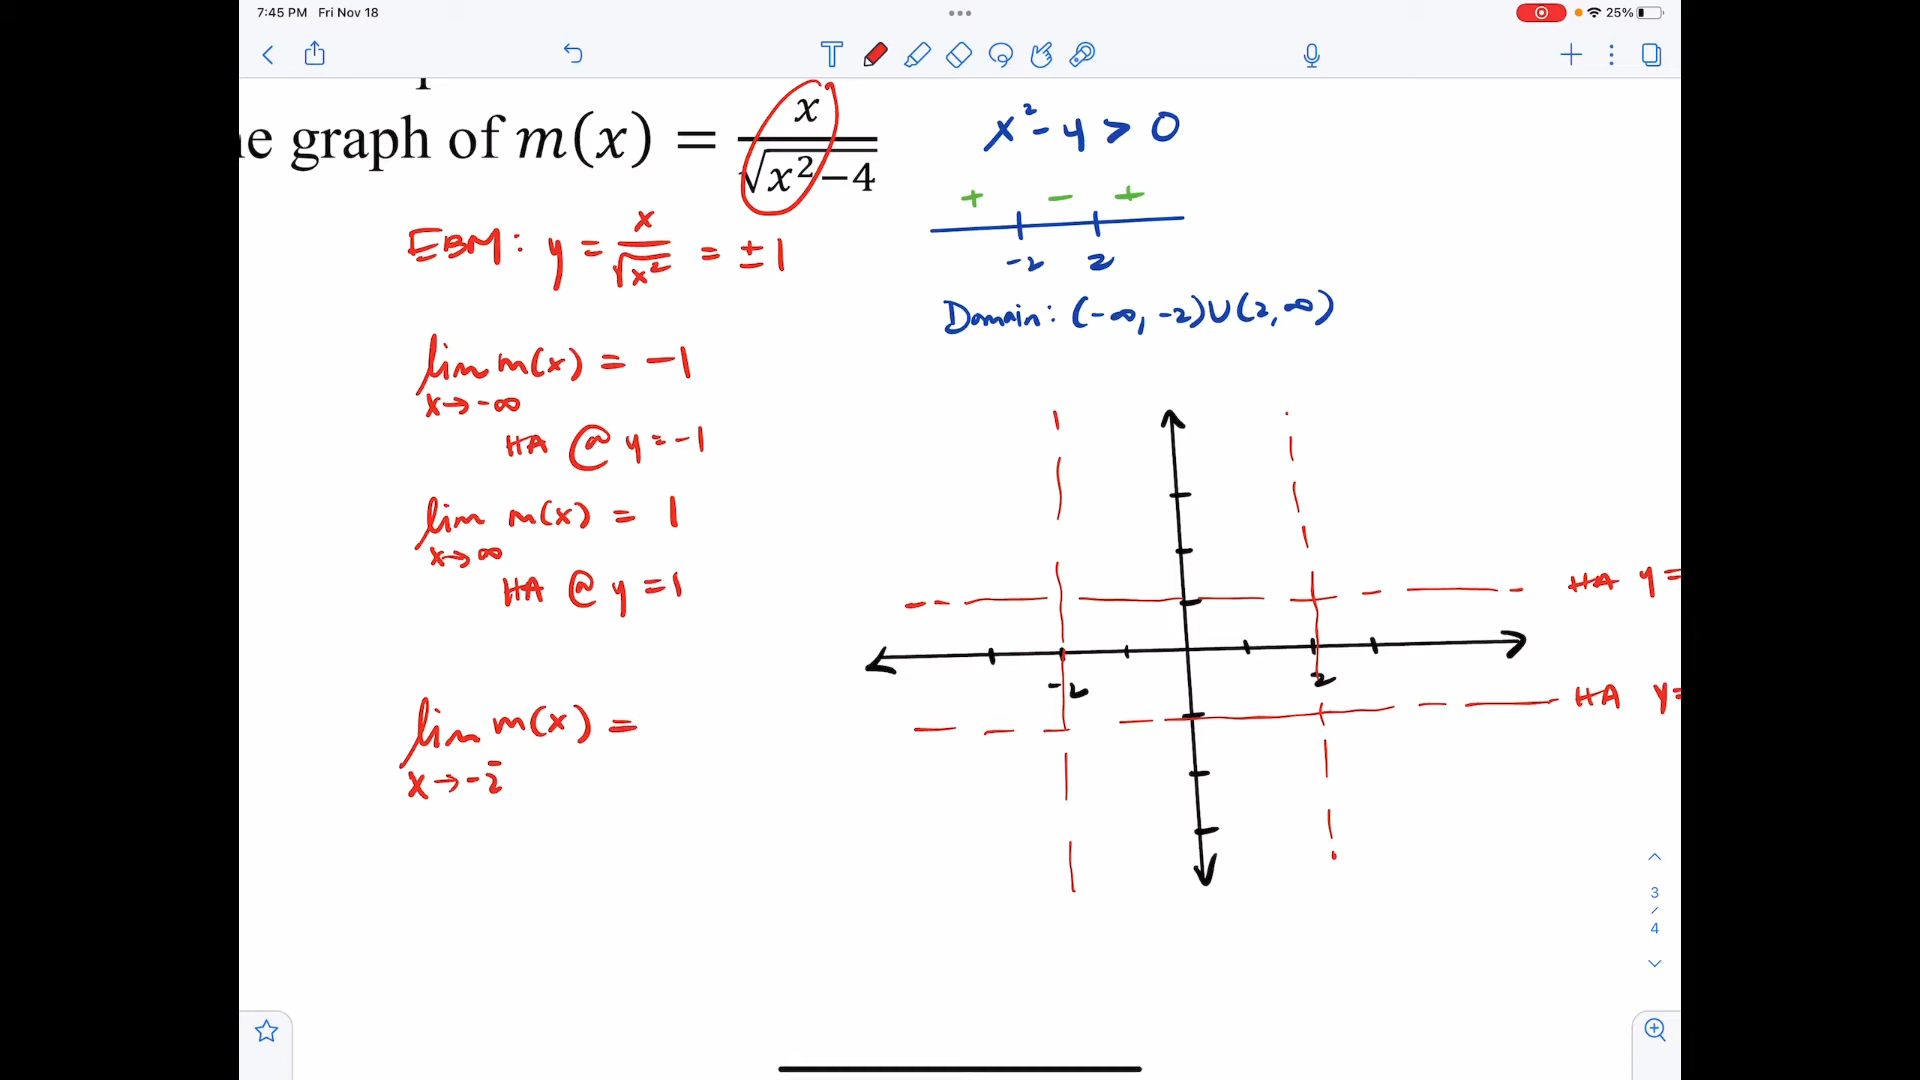 7:45 PM Fri Nov 18
25%
e graph of m(x) = x / √x² − 4
EBM: y = x / √x² = ±1
lim m(x) = -1
x→-∞
HA @ y=-1
lim m(x) = 1
x→∞
HA @ y=1
lim m(x) =
x→-2⁻
x² - 4 > 0
+ - +
-2 2
Domain: (-∞, -2)∪(2, ∞)
HA y=
-2 2
HA y=
3
/
4